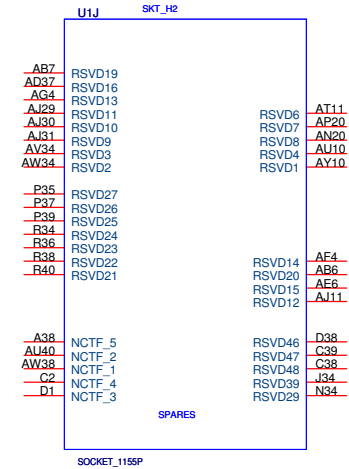 U1J SKT_H2
AB7 RSVD19
AD37 RSVD16
AG4 RSVD13
AJ29 RSVD11 RSVD6 AT11
AJ30 RSVD10 RSVD7 AP20
AJ31 RSVD9 RSVD8 AN20
AV34 RSVD3 RSVD4 AU10
AW34 RSVD2 RSVD1 AY10
P35 RSVD27
P37 RSVD26
P39 RSVD25
R34 RSVD24
R36 RSVD23
R38 RSVD22 RSVD14 AF4
R40 RSVD21 RSVD20 AB6
RSVD15 AE6
RSVD12 AJ11
A38 NCTF_5 RSVD46 D38
AU40 NCTF_2 RSVD47 C39
AW38 NCTF_1 RSVD48 C38
C2 NCTF_4 RSVD39 J34
D1 NCTF_3 RSVD29 N34
SPARES
SOCKET_1155P